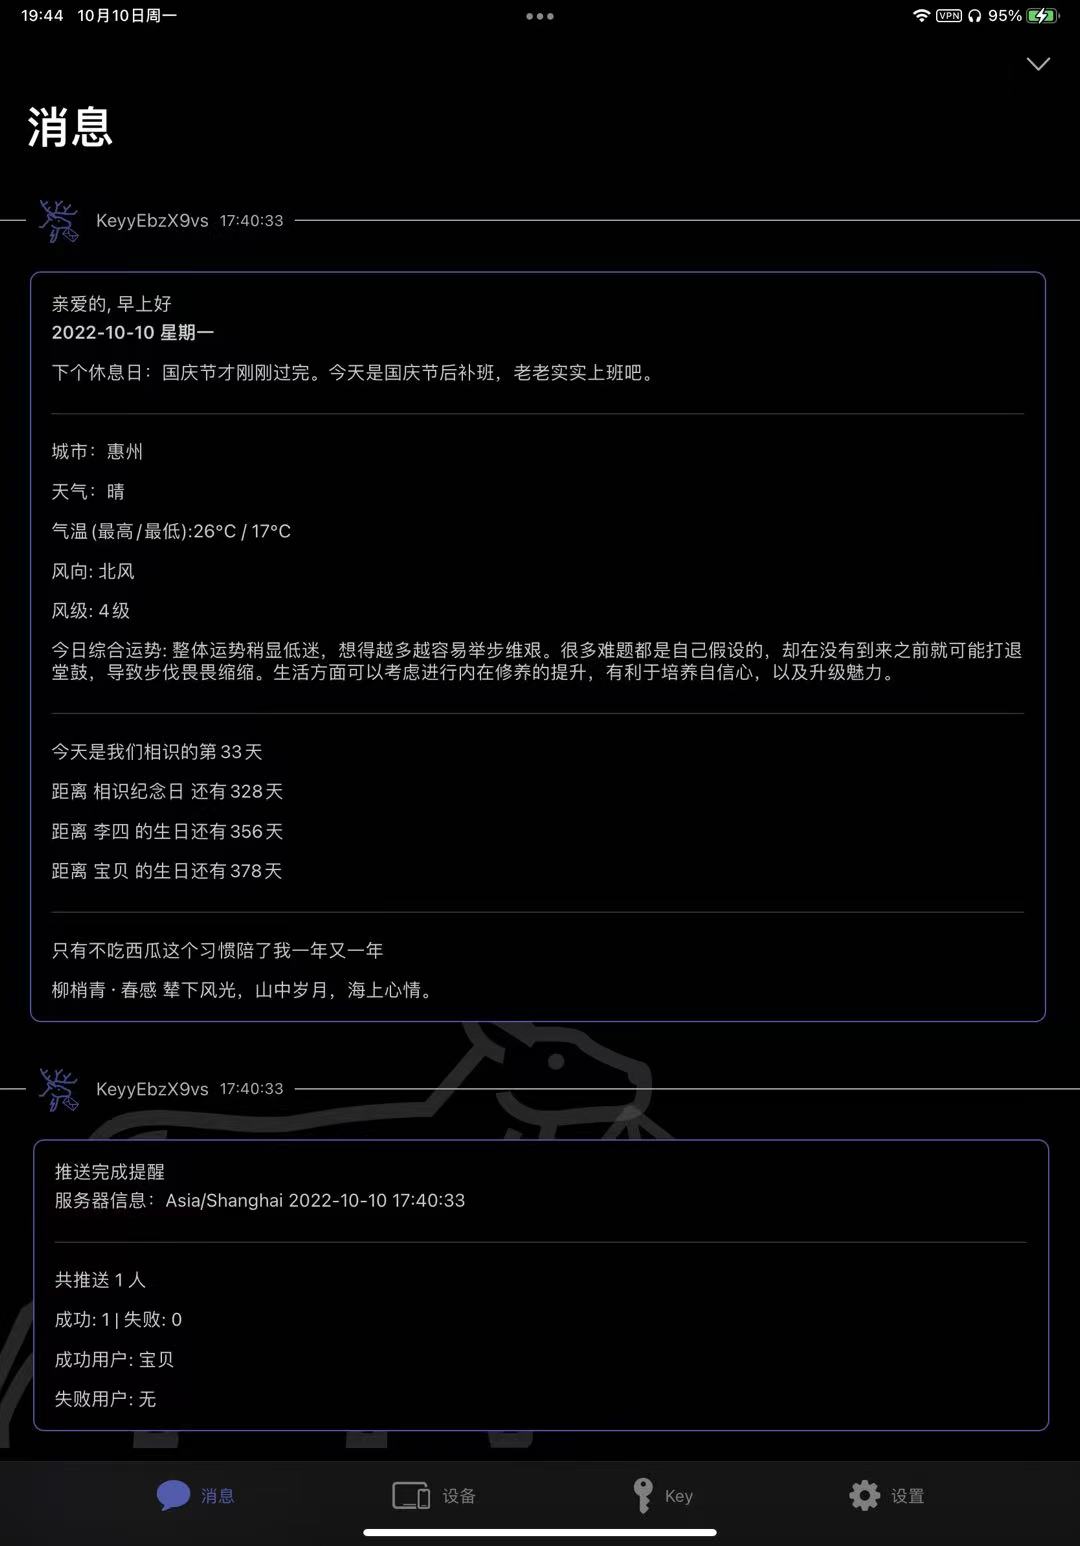 19:44 10月10日周一
VPN 95%
消息
KeyyEbzX9vs 17:40:33
亲爱的, 早上好
2022-10-10 星期一
下个休息日：国庆节才刚刚过完。今天是国庆节后补班，老老实实上班吧。
城市：惠州
天气：晴
气温(最高/最低):26°C / 17°C
风向: 北风
风级: 4级
今日综合运势: 整体运势稍显低迷，想得越多越容易举步维艰。很多难题都是自己假设的，却在没有到来之前就可能打退
堂鼓，导致步伐畏畏缩缩。生活方面可以考虑进行内在修养的提升，有利于培养自信心，以及升级魅力。
今天是我们相识的第33天
距离 相识纪念日 还有328天
距离 李四 的生日还有356天
距离 宝贝 的生日还有378天
只有不吃西瓜这个习惯陪了我一年又一年
柳梢青·春感 辇下风光，山中岁月，海上心情。
KeyyEbzX9vs 17:40:33
推送完成提醒
服务器信息：Asia/Shanghai 2022-10-10 17:40:33
共推送 1 人
成功: 1 | 失败: 0
成功用户: 宝贝
失败用户: 无
消息 设备 Key 设置